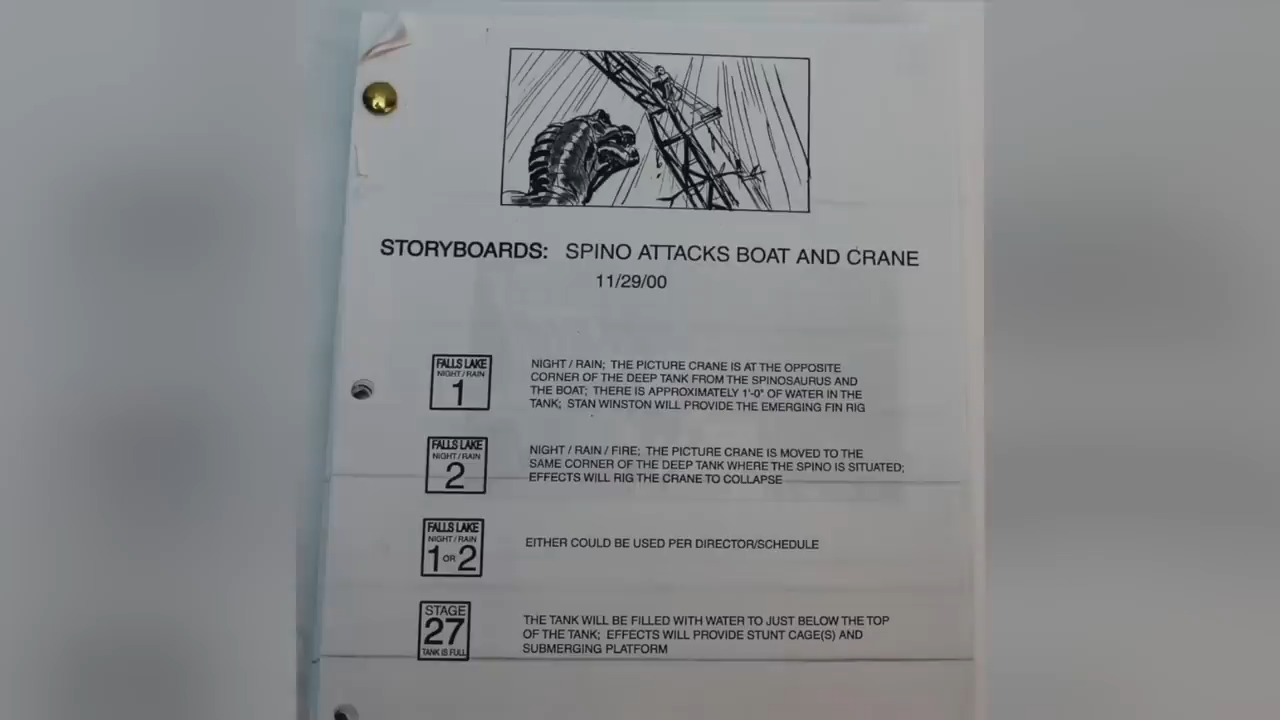 STORYBOARDS: SPINO ATTACKS BOAT AND CRANE
11/29/00
FALLS LAKE
NIGHT / RAIN
1
NIGHT / RAIN; THE PICTURE CRANE IS AT THE OPPOSITE
CORNER OF THE DEEP TANK FROM THE SPINOSAURUS AND
THE BOAT; THERE IS APPROXIMATELY 1'-0" OF WATER IN THE
TANK; STAN WINSTON WILL PROVIDE THE EMERGING FIN RIG
FALLS LAKE
NIGHT / RAIN
2
NIGHT / RAIN / FIRE; THE PICTURE CRANE IS MOVED TO THE
SAME CORNER OF THE DEEP TANK WHERE THE SPINO IS SITUATED;
EFFECTS WILL RIG THE CRANE TO COLLAPSE
FALLS LAKE
NIGHT / RAIN
1 OR 2
EITHER COULD BE USED PER DIRECTOR/SCHEDULE
STAGE
27
TANK IS FULL
THE TANK WILL BE FILLED WITH WATER TO JUST BELOW THE TOP
OF THE TANK; EFFECTS WILL PROVIDE STUNT CAGE(S) AND
SUBMERGING PLATFORM